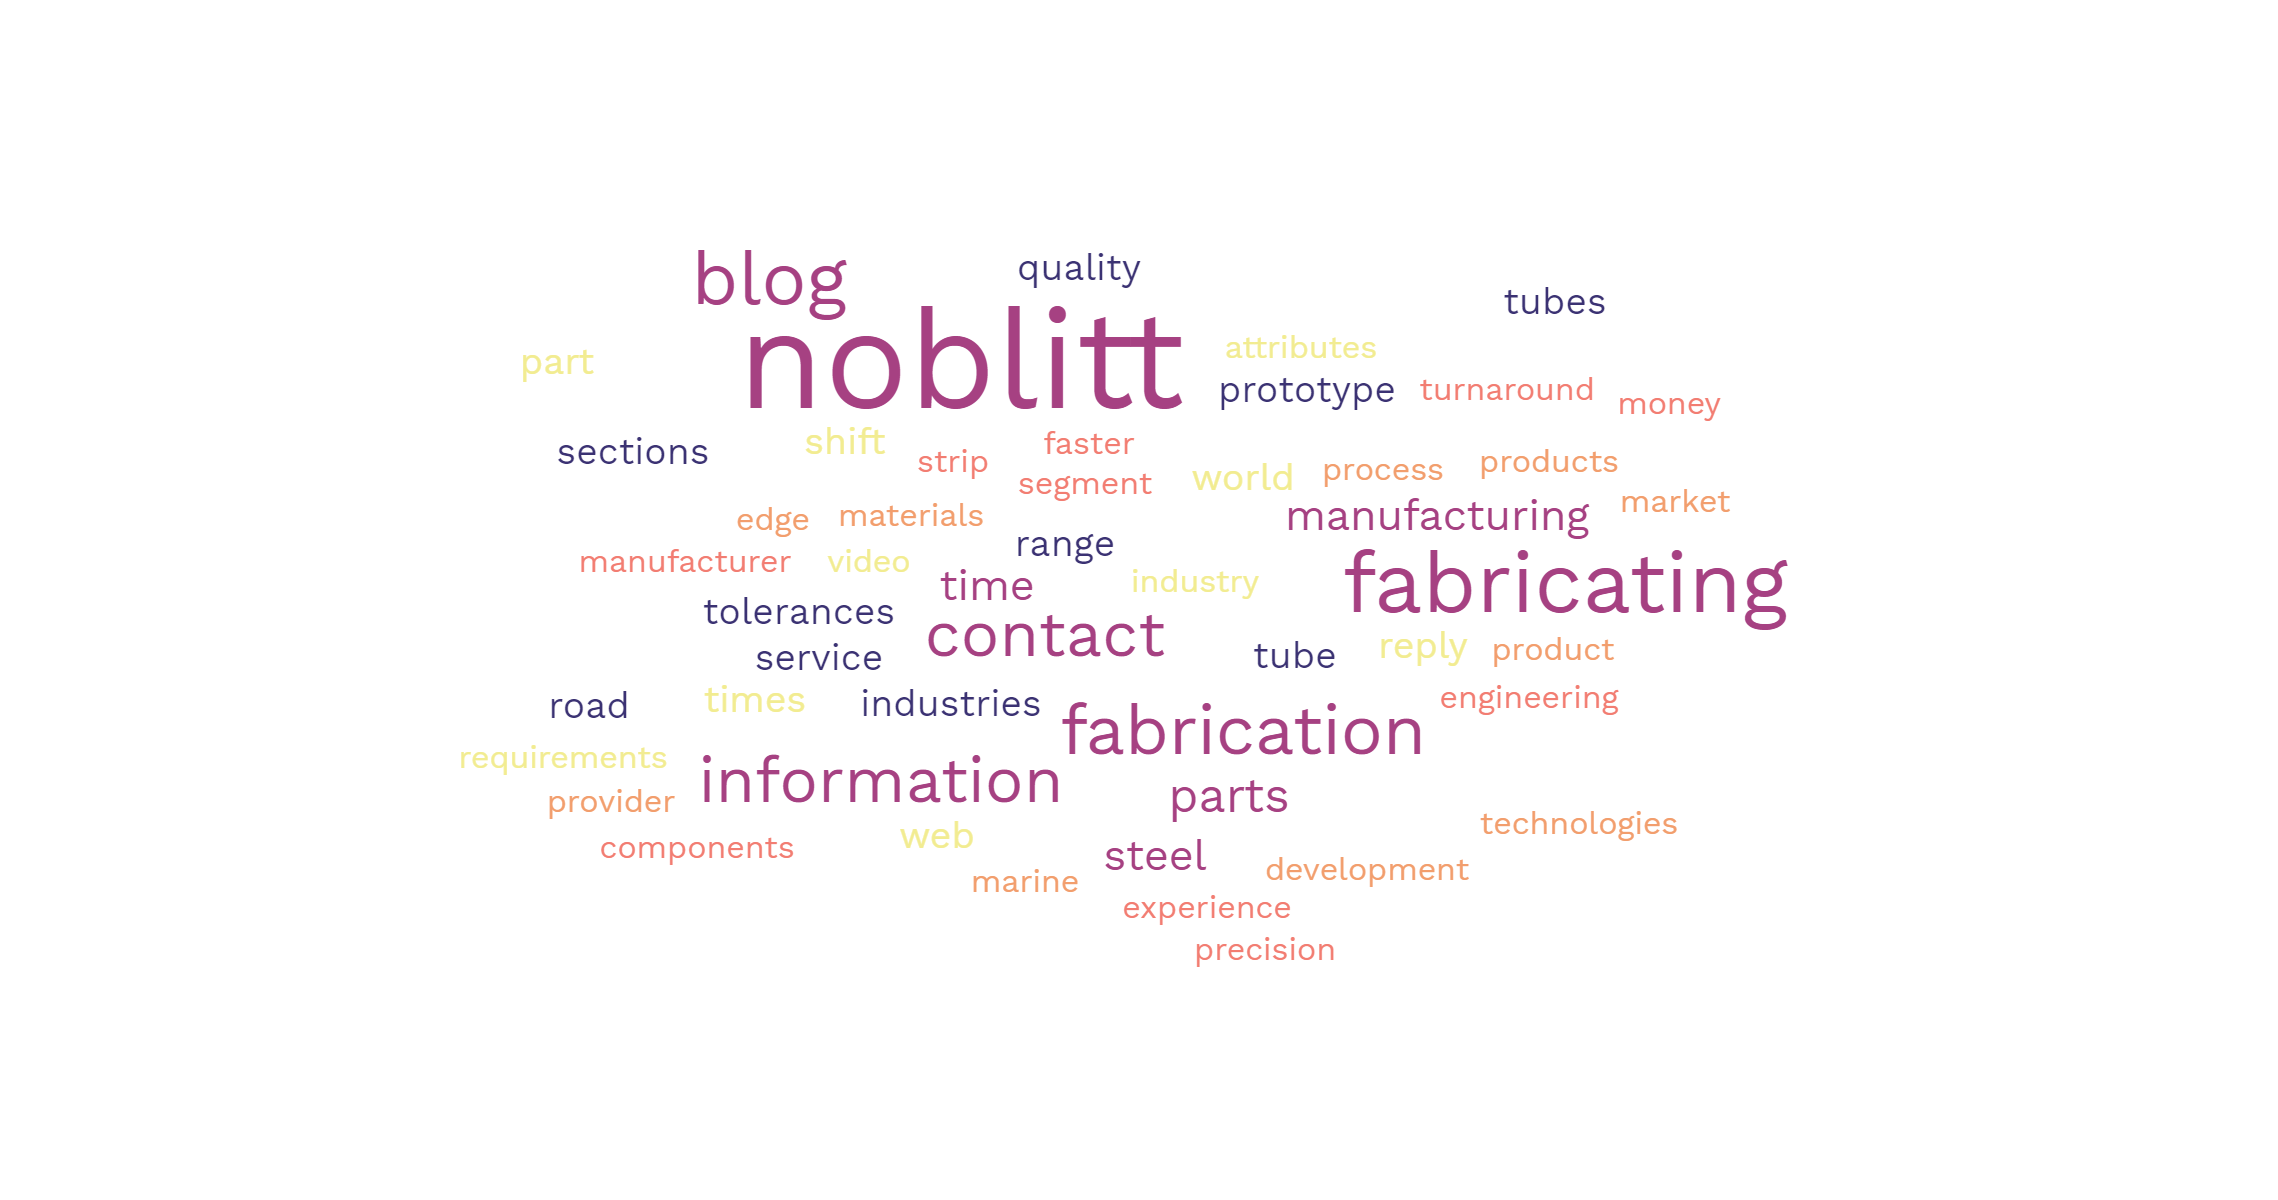 blog
quality
tubes
noblitt
part
attributes
prototype
turnaround
money
sections
shift
strip
faster
segment
world
process
products
market
edge
materials
manufacturing
range
manufacturer
video
time
industry
fabricating
tolerances
contact
service
tube
reply
product
road
times
industries
engineering
fabrication
requirements
information
provider
parts
components
web
technologies
steel
development
marine
experience
precision